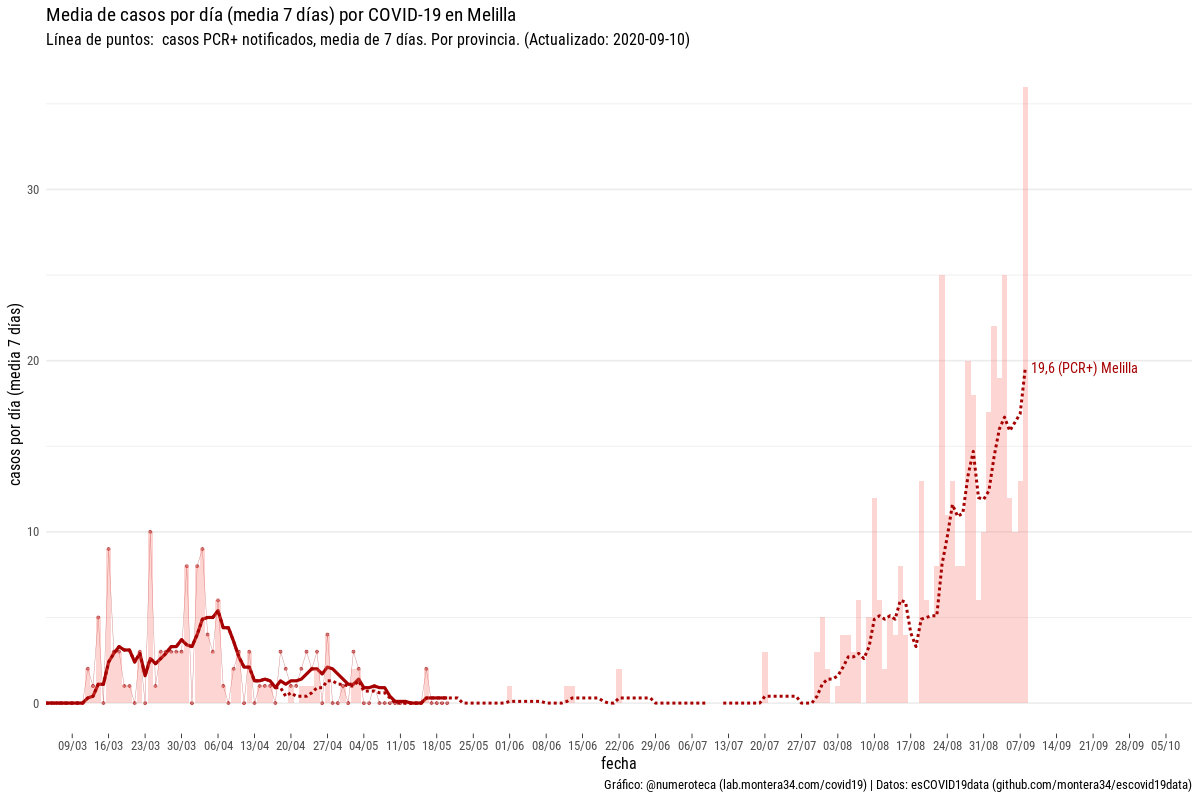 Media de casos por día (media 7 días) por COVID-19 en Melilla
Línea de puntos:  casos PCR+ notificados, media de 7 días. Por provincia. (Actualizado: 2020-09-10)
casos por día (media 7 días)
30
20
10
0
19,6 (PCR+) Melilla
09/03 16/03 23/03 30/03 06/04 13/04 20/04 27/04 04/05 11/05 18/05 25/05 01/06 08/06 15/06 22/06 29/06 06/07 13/07 20/07 27/07 03/08 10/08 17/08 24/08 31/08 07/09 14/09 21/09 28/09 05/10
fecha
Gráfico: @numeroteca (lab.montera34.com/covid19) | Datos: esCOVID19data (github.com/montera34/escovid19data)